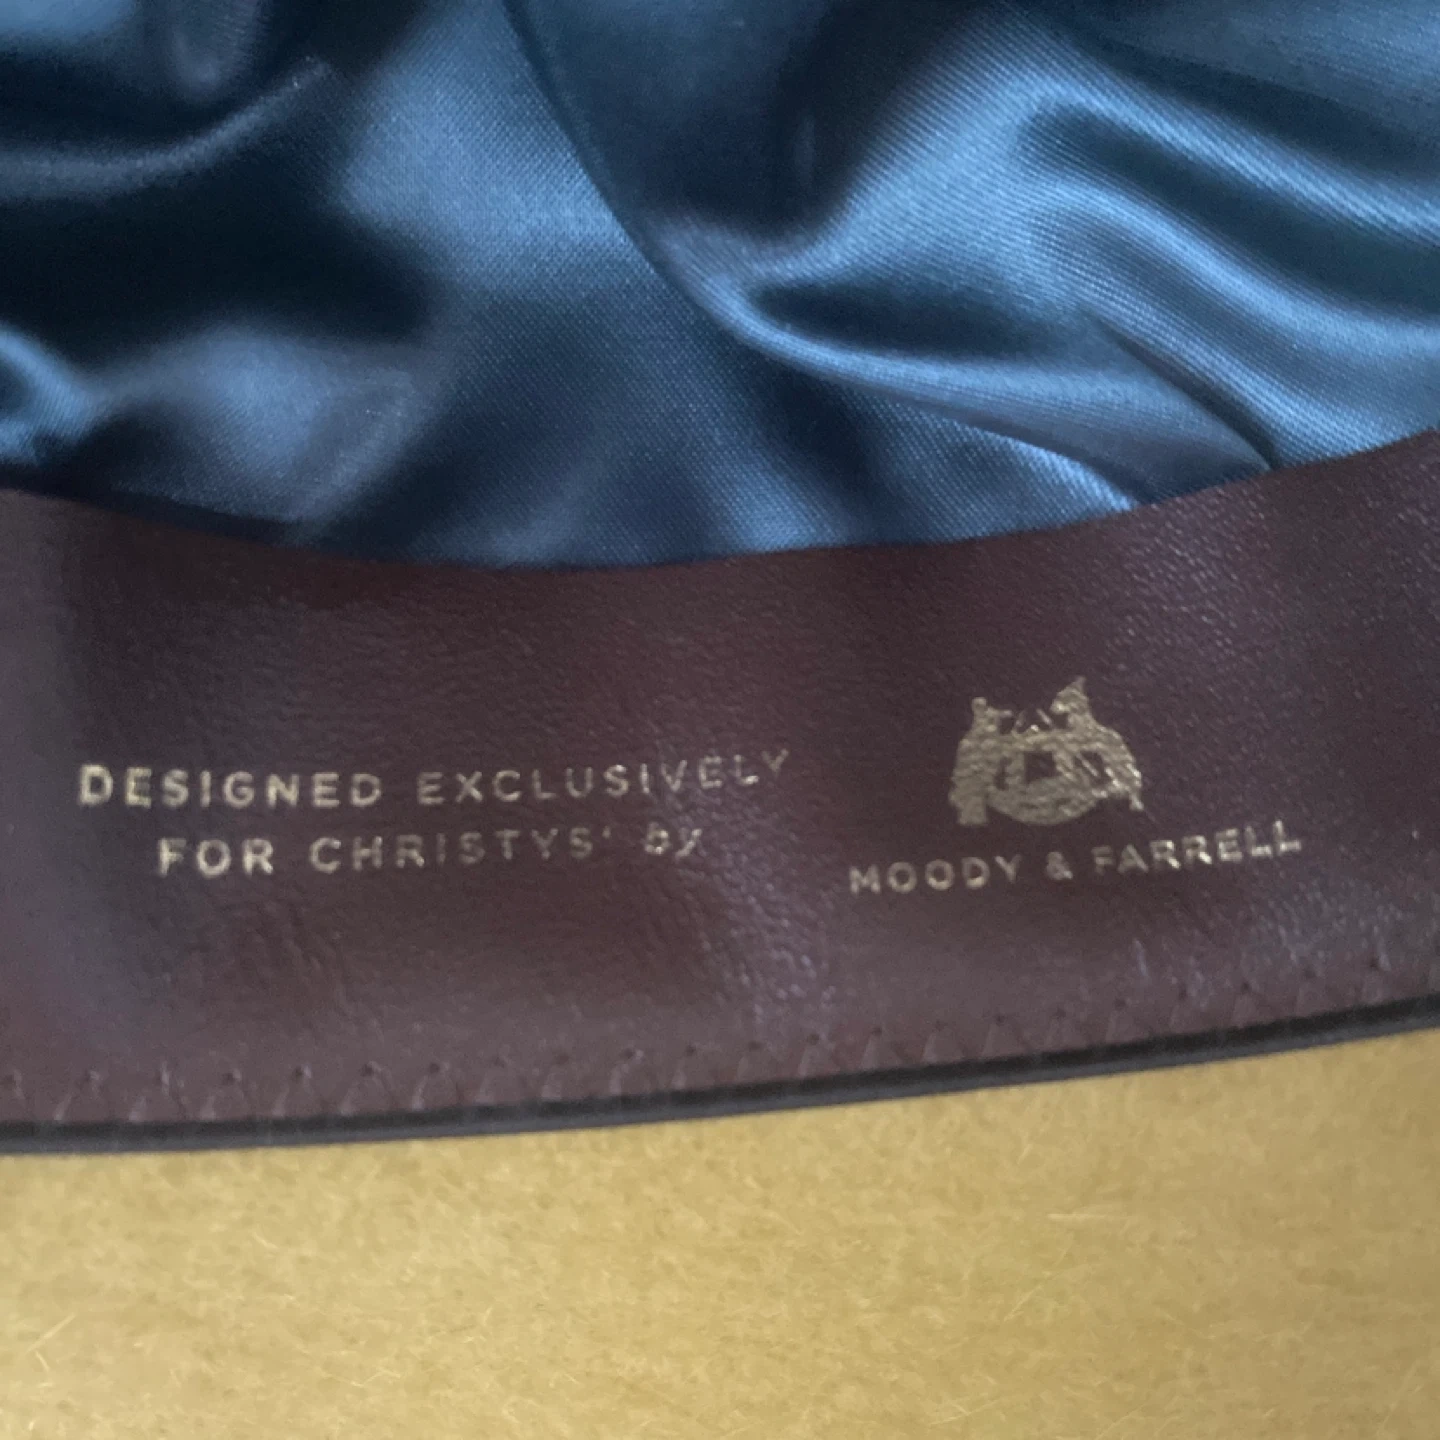 DESIGNED EXCLUSIVELY
FOR CHRISTYS' by
MOODY & FARRELL